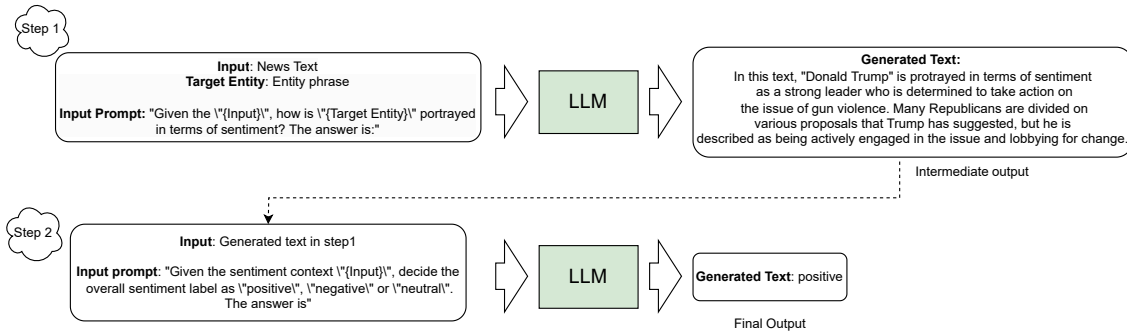 Step 1
Input: News Text
Target Entity: Entity phrase
Input Prompt: "Given the \"{Input}\", how is \"{Target Entity}\" portrayed
in terms of sentiment? The answer is:"
LLM
Generated Text:
In this text, "Donald Trump" is protrayed in terms of sentiment
as a strong leader who is determined to take action on
the issue of gun violence. Many Republicans are divided on
various proposals that Trump has suggested, but he is
described as being actively engaged in the issue and lobbying for change.
Intermediate output
Step 2
Input: Generated text in step1
Input prompt: "Given the sentiment context \"{Input}\", decide the
overall sentiment label as \"positive\", \"negative\" or \"neutral\".
The answer is"
LLM
Generated Text: positive
Final Output